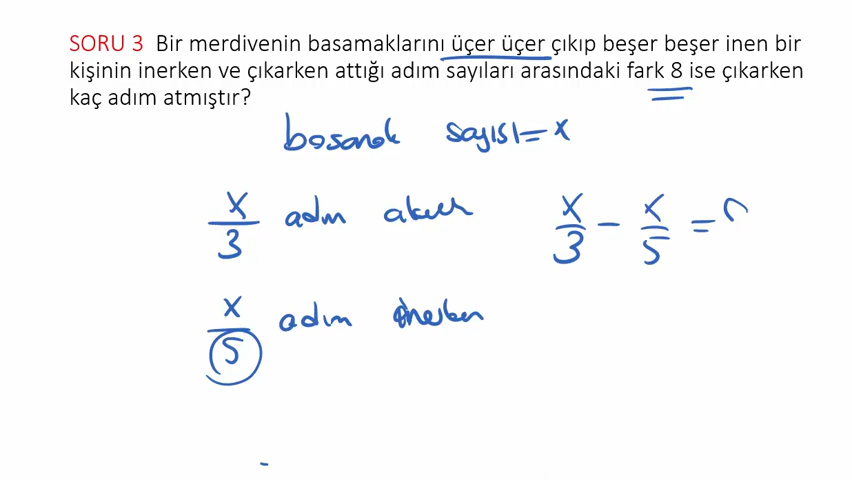 SORU 3 Bir merdivenin basamaklarını üçer üçer çıkıp beşer beşer inen bir
kişinin inerken ve çıkarken attığı adım sayıları arasındaki fark 8 ise çıkarken
kaç adım atmıştır?
basamak sayısı = x
x/3 adım x/3 - x/5 =
x/5 adım inerken